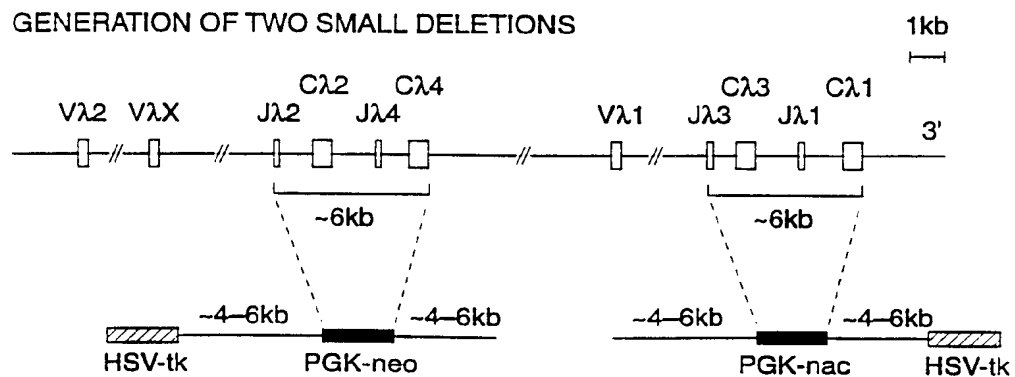 GENERATION OF TWO SMALL DELETIONS
1kb
Cλ2 Cλ4 Cλ3 Cλ1
Vλ2 VλX Jλ2 Jλ4 Vλ1 Jλ3 Jλ1 3'
~6kb ~6kb
~4–6kb ~4–6kb ~4–6kb ~4–6kb
HSV-tk PGK-neo PGK-nac HSV-tk